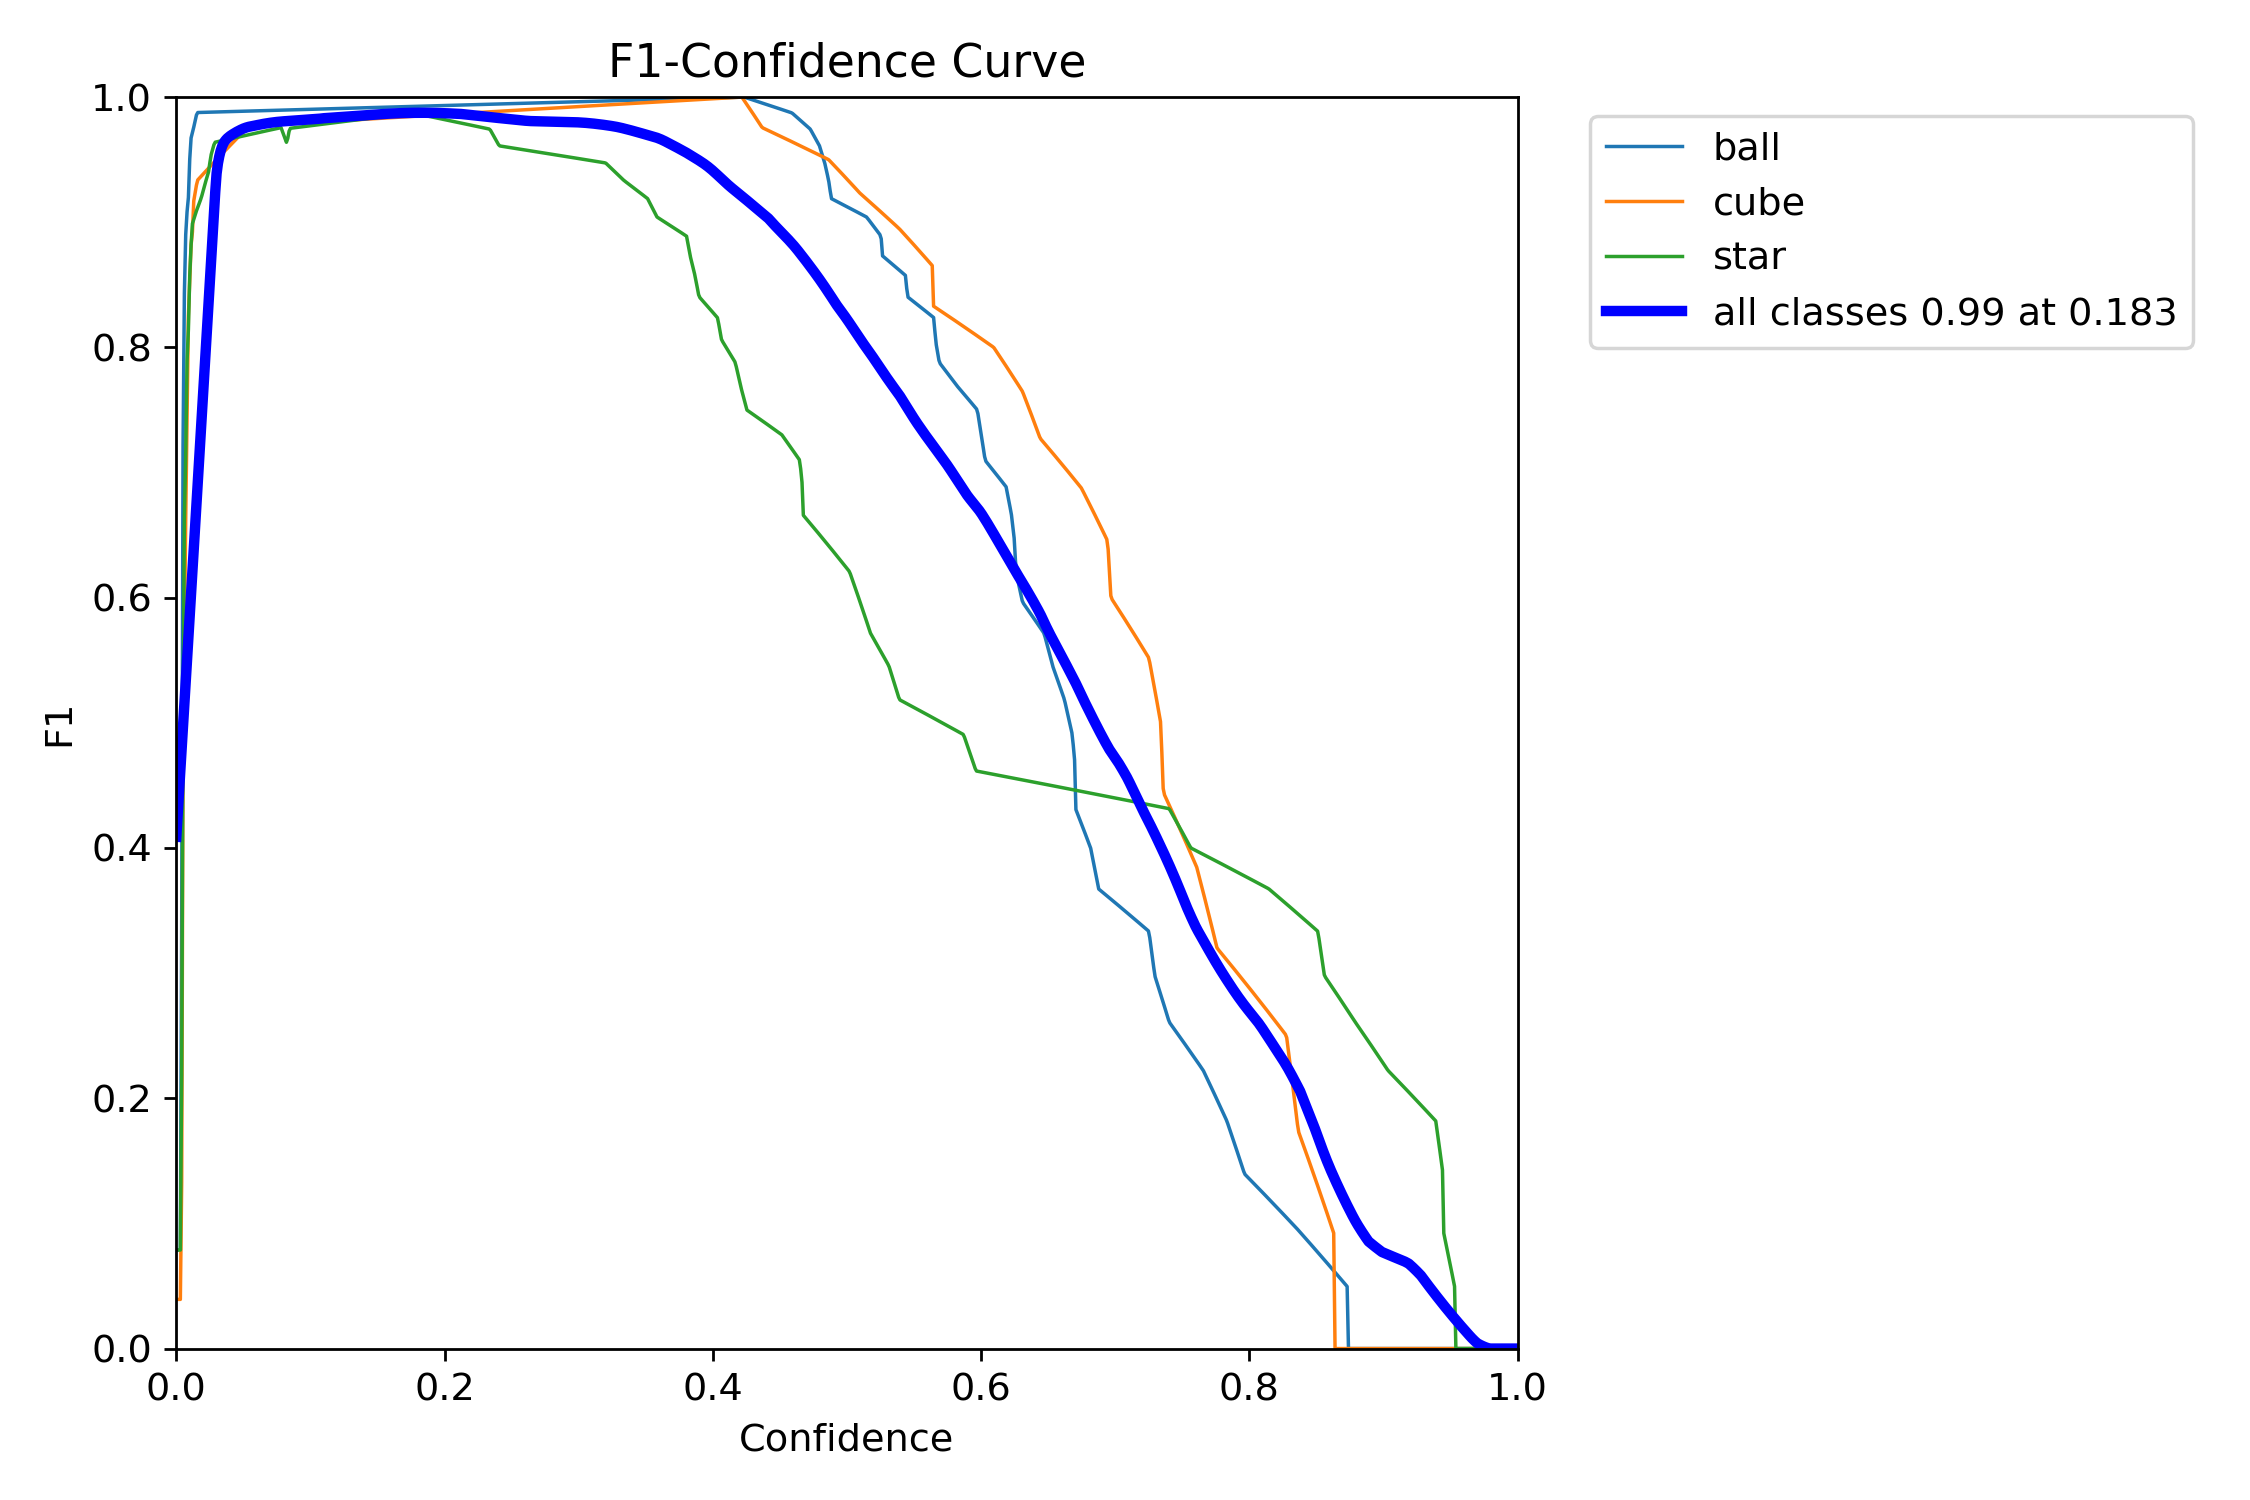 F1-Confidence Curve
1.0
0.8
0.6
0.4
0.2
0.0
F1
0.0 0.2 0.4 0.6 0.8 1.0
Confidence
ball
cube
star
all classes 0.99 at 0.183